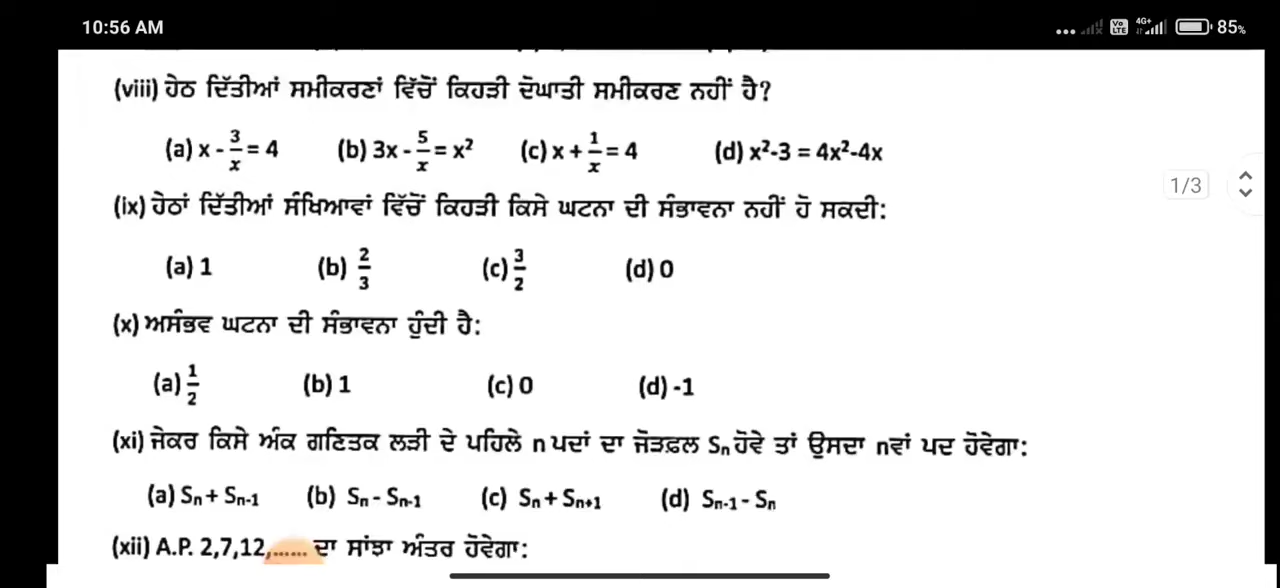 10:56 AM 4G+ 85%
(viii) ਹੇਠ ਦਿੱਤੀਆਂ ਸਮੀਕਰਣਾਂ ਵਿੱਚੋਂ ਕਿਹੜੀ ਦੋਘਾਤੀ ਸਮੀਕਰਣ ਨਹੀਂ ਹੈ?
(a) x - 3/x = 4 (b) 3x - 5/x = x² (c) x + 1/x = 4 (d) x²-3 = 4x²-4x
1/3
(ix) ਹੇਠਾਂ ਦਿੱਤੀਆਂ ਸੰਖਿਆਵਾਂ ਵਿੱਚੋਂ ਕਿਹੜੀ ਕਿਸੇ ਘਟਨਾ ਦੀ ਸੰਭਾਵਨਾ ਨਹੀਂ ਹੋ ਸਕਦੀ:
(a) 1 (b) 2/3 (c) 3/2 (d) 0
(x) ਅਸੰਭਵ ਘਟਨਾ ਦੀ ਸੰਭਾਵਨਾ ਹੁੰਦੀ ਹੈ:
(a) 1/2 (b) 1 (c) 0 (d) -1
(xi) ਜੇਕਰ ਕਿਸੇ ਅੰਕ ਗਣਿਤਕ ਲੜੀ ਦੇ ਪਹਿਲੇ n ਪਦਾਂ ਦਾ ਜੋੜਫ਼ਲ Sₙ ਹੋਵੇ ਤਾਂ ਉਸਦਾ nਵਾਂ ਪਦ ਹੋਵੇਗਾ:
(a) Sₙ + Sₙ₋₁ (b) Sₙ - Sₙ₋₁ (c) Sₙ + Sₙ₊₁ (d) Sₙ₋₁ - Sₙ
(xii) A.P. 2,7,12,...... ਦਾ ਸਾਂਝਾ ਅੰਤਰ ਹੋਵੇਗਾ: